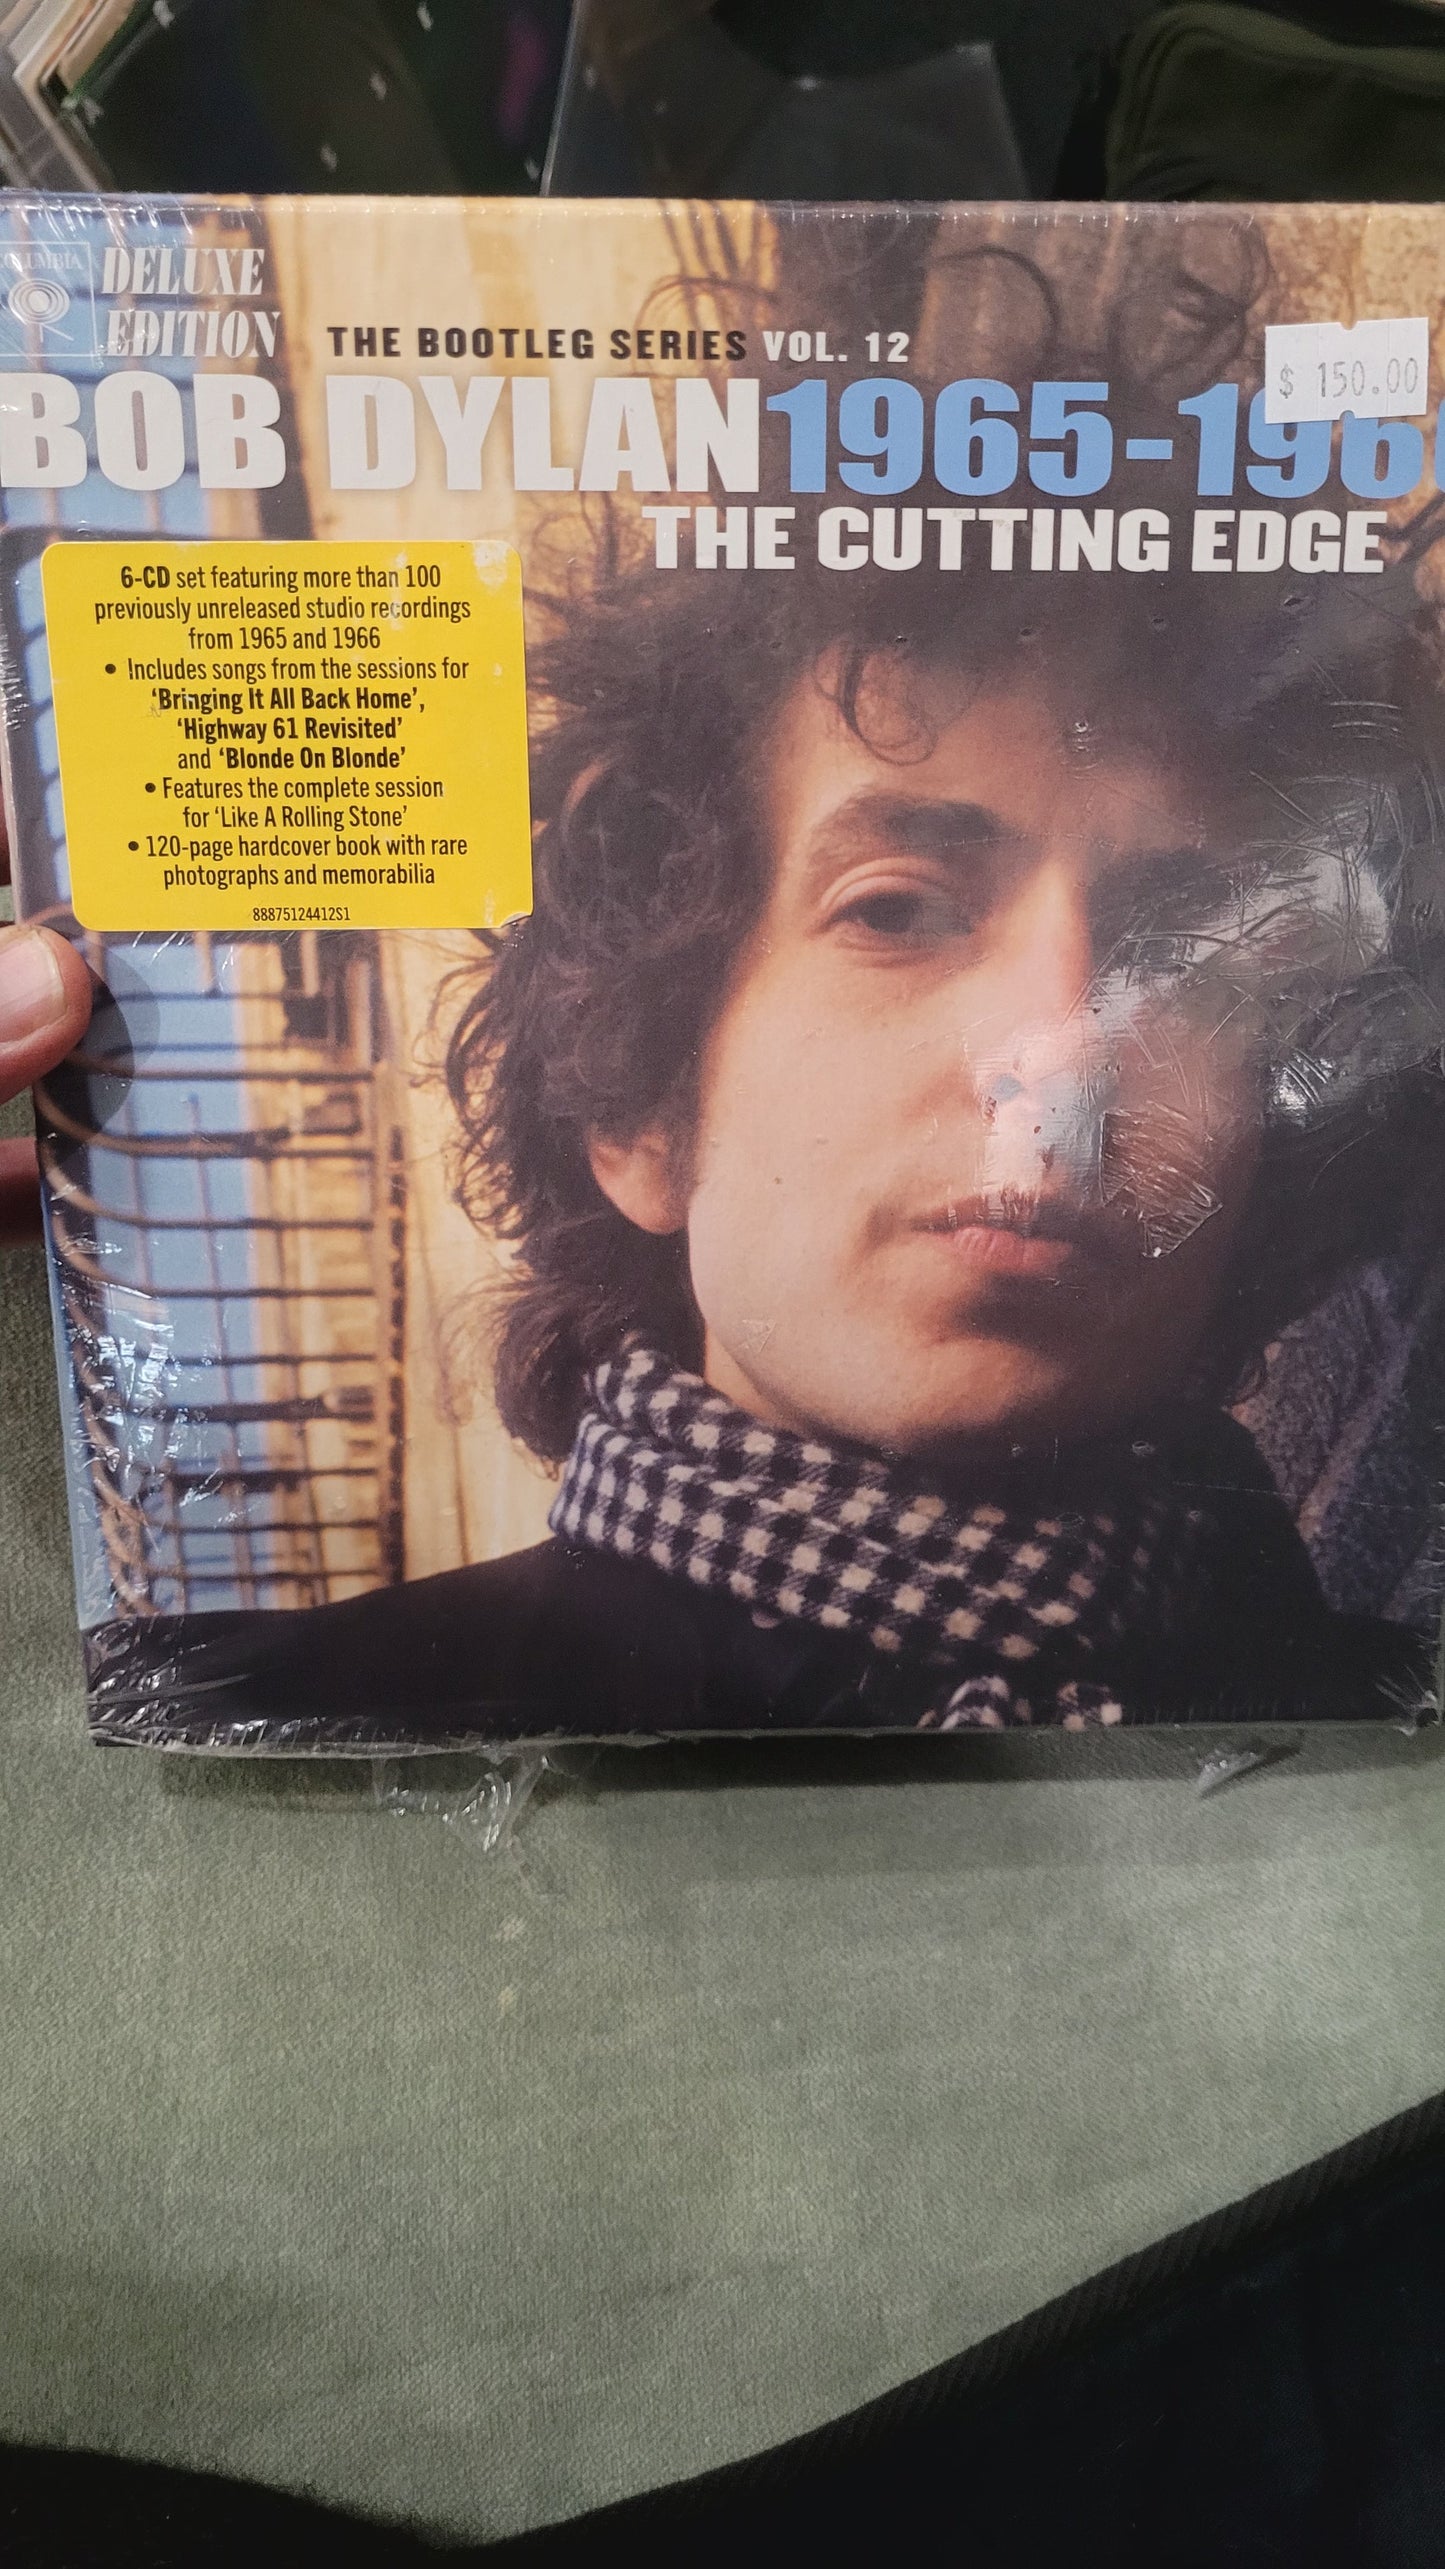 COLUMBIA
DELUXE
EDITION
THE BOOTLEG SERIES VOL. 12
$ 150.00
BOB DYLAN 1965-196
THE CUTTING EDGE
6-CD set featuring more than 100
previously unreleased studio recordings
from 1965 and 1966
• Includes songs from the sessions for
‘Bringing It All Back Home’,
‘Highway 61 Revisited’
and ‘Blonde On Blonde’
• Features the complete session
for ‘Like A Rolling Stone’
• 120-page hardcover book with rare
photographs and memorabilia
88875124412S1